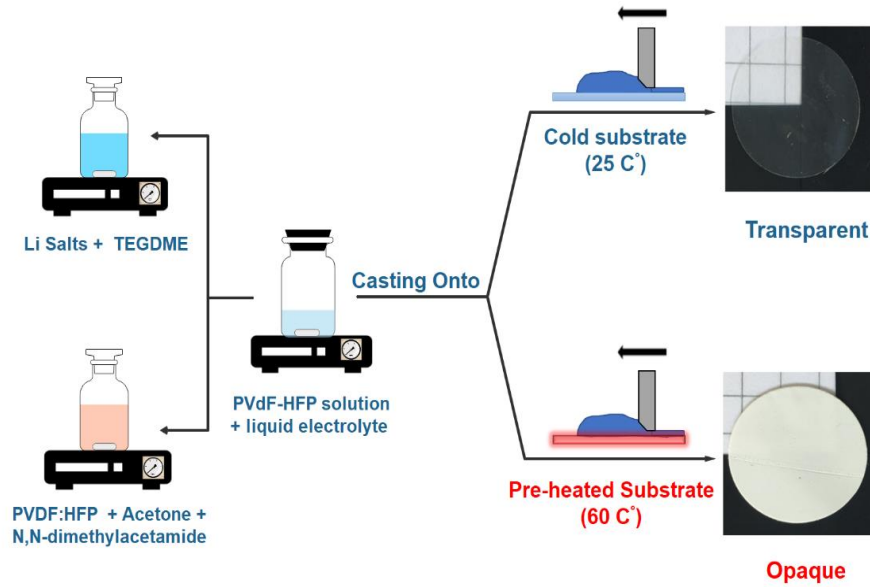 Li Salts + TEGDME
PVDF:HFP + Acetone +
N,N-dimethylacetamide
PVdF-HFP solution
+ liquid electrolyte
Casting Onto
Cold substrate
(25 C°)
Transparent
Pre-heated Substrate
(60 C°)
Opaque